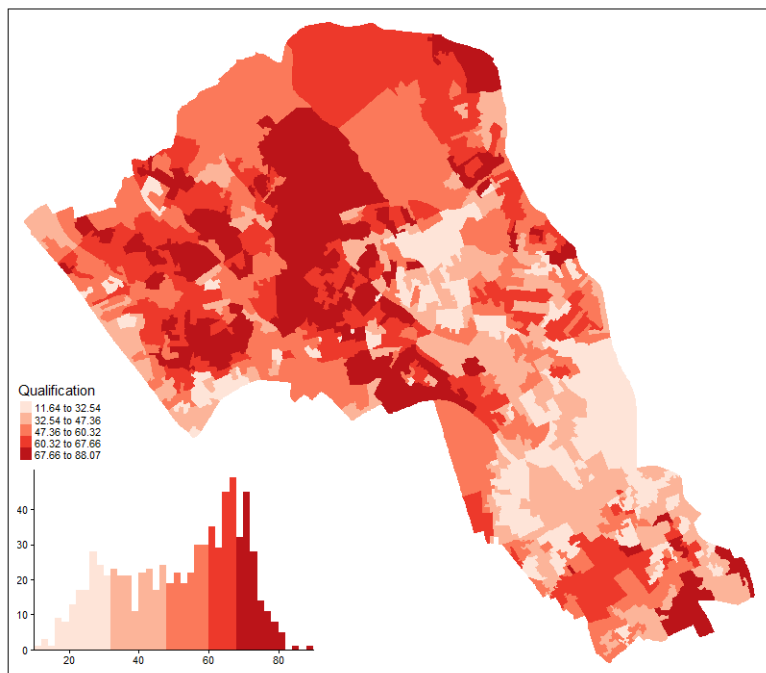 Qualification
11.64 to 32.54
32.54 to 47.36
47.36 to 60.32
60.32 to 67.66
67.66 to 88.07
40
30
20
10
0
20 40 60 80